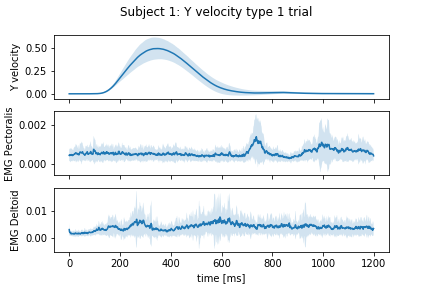 Subject 1: Y velocity type 1 trial
Y velocity
0.50
0.25
0.00
EMG Pectoralis
0.002
0.000
EMG Deltoid
0.01
0.00
0 200 400 600 800 1000 1200
time [ms]